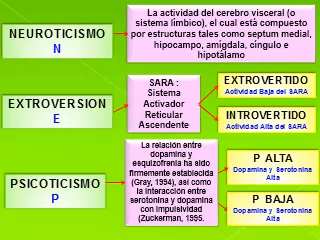 La actividad del cerebro visceral (o
sistema límbico), el cual está compuesto
por estructuras tales como septum medial,
hipocampo, amígdala, cíngulo e
hipotálamo
NEUROTICISMO
N
SARA :
Sistema
Activador
Reticular
Ascendente
EXTROVERTIDO
Actividad Baja del SARA
EXTROVERSION
E
INTROVERTIDO
Actividad Alta del SARA
La relación entre
dopamina y
esquizofrenia ha sido
firmemente establecida
(Gray, 1994), así como
la interacción entre
serotonina y dopamina
con impulsividad
(Zuckerman, 1995.
P ALTA
Dopamina y Serotonina
Alta
PSICOTICISMO
P
P BAJA
Dopamina y Serotonina
Alta